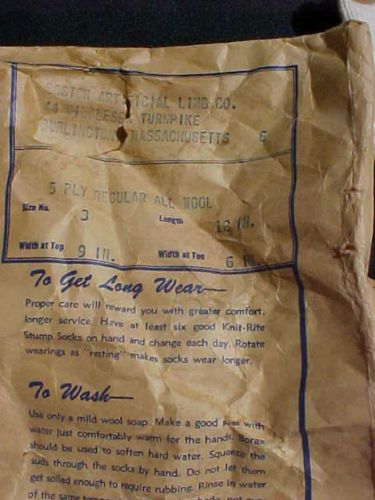 BOSTON ARTIFICIAL LIMB CO.
44 MIDDLESEX TURNPIKE
BURLINGTON, MASSACHUSETTS 6
5 PLY REGULAR ALL WOOL
Size No. 3 Length 12 IN.
Width at Top 9 IN. Width at Toe 6 IN.
To Get Long Wear—
Proper care will reward you with greater comfort,
longer service. Have at least six good Knit-Rite
Stump Socks on hand and change each day. Rotate
wearings as "resting" makes socks wear longer.
To Wash—
Use only a mild wool soap. Make a good suds with
water just comfortably warm for the hands. Borax
should be used to soften hard water. Squeeze the
suds through the socks by hand. Do not let them
get soiled enough to require rubbing. Rinse in water
of the same